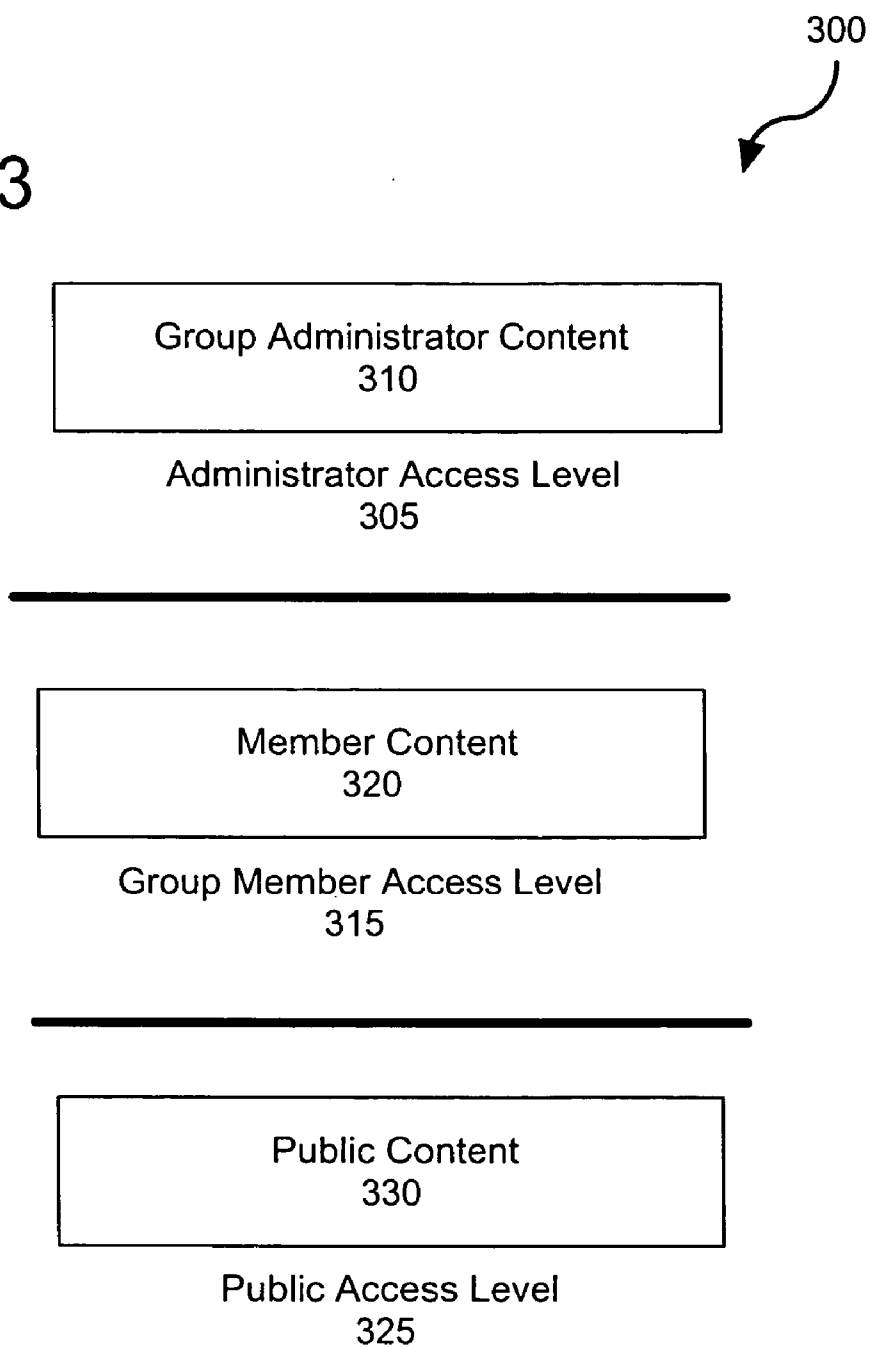 300
3
Group Administrator Content
310
Administrator Access Level
305
Member Content
320
Group Member Access Level
315
Public Content
330
Public Access Level
325